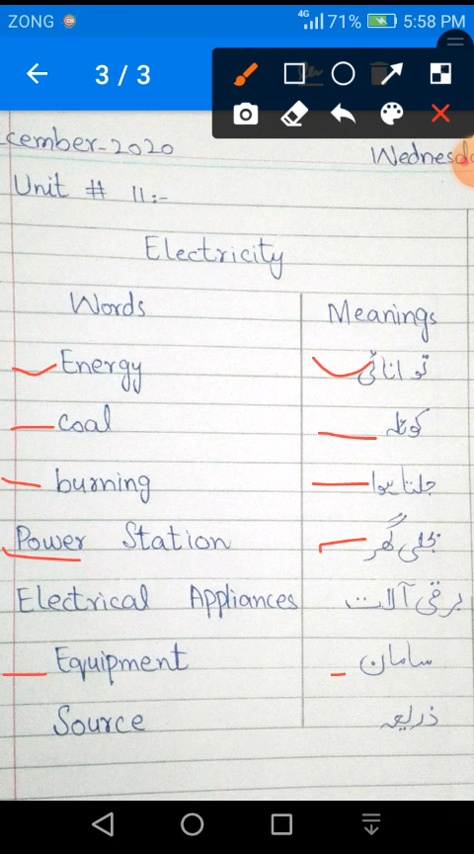 ZONG 4G 71% 5:58 PM
3 / 3
cember-2020 Wednesd
Unit # 11:-
Electricity
Words Meanings
Energy توانائی
Coal کوئلہ
burning جلتا ہوا
Power Station بجلی گھر
Electrical Appliances برقی آلات
Equipment سامان
Source ذریعہ